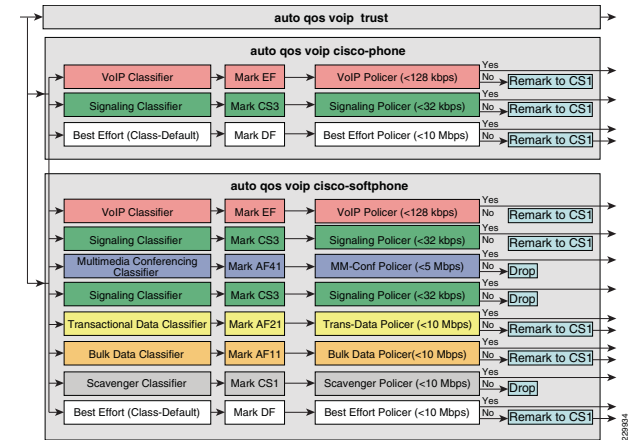 auto qos voip trust
auto qos voip cisco-phone
VoIP Classifier Mark EF VoIP Policer (<128 kbps) Yes No Remark to CS1
Signaling Classifier Mark CS3 Signaling Policer (<32 kbps) Yes No Remark to CS1
Best Effort (Class-Default) Mark DF Best Effort Policer (<10 Mbps) Yes No Remark to CS1
auto qos voip cisco-softphone
VoIP Classifier Mark EF VoIP Policer (<128 kbps) Yes No Remark to CS1
Signaling Classifier Mark CS3 Signaling Policer (<32 kbps) Yes No Remark to CS1
Multimedia Conferencing
Classifier Mark AF41 MM-Conf Policer (<5 Mbps) Yes No Drop
Signaling Classifier Mark CS3 Signaling Policer (<32 kbps) Yes No Drop
Transactional Data Classifier Mark AF21 Trans-Data Policer (<10 Mbps) Yes No Remark to CS1
Bulk Data Classifier Mark AF11 Bulk Data Policer(<10 Mbps) Yes No Remark to CS1
Scavenger Classifier Mark CS1 Scavenger Policer (<10 Mbps) Yes No Drop
Best Effort (Class-Default) Mark DF Best Effort Policer (<10 Mbps) Yes No Remark to CS1
229934